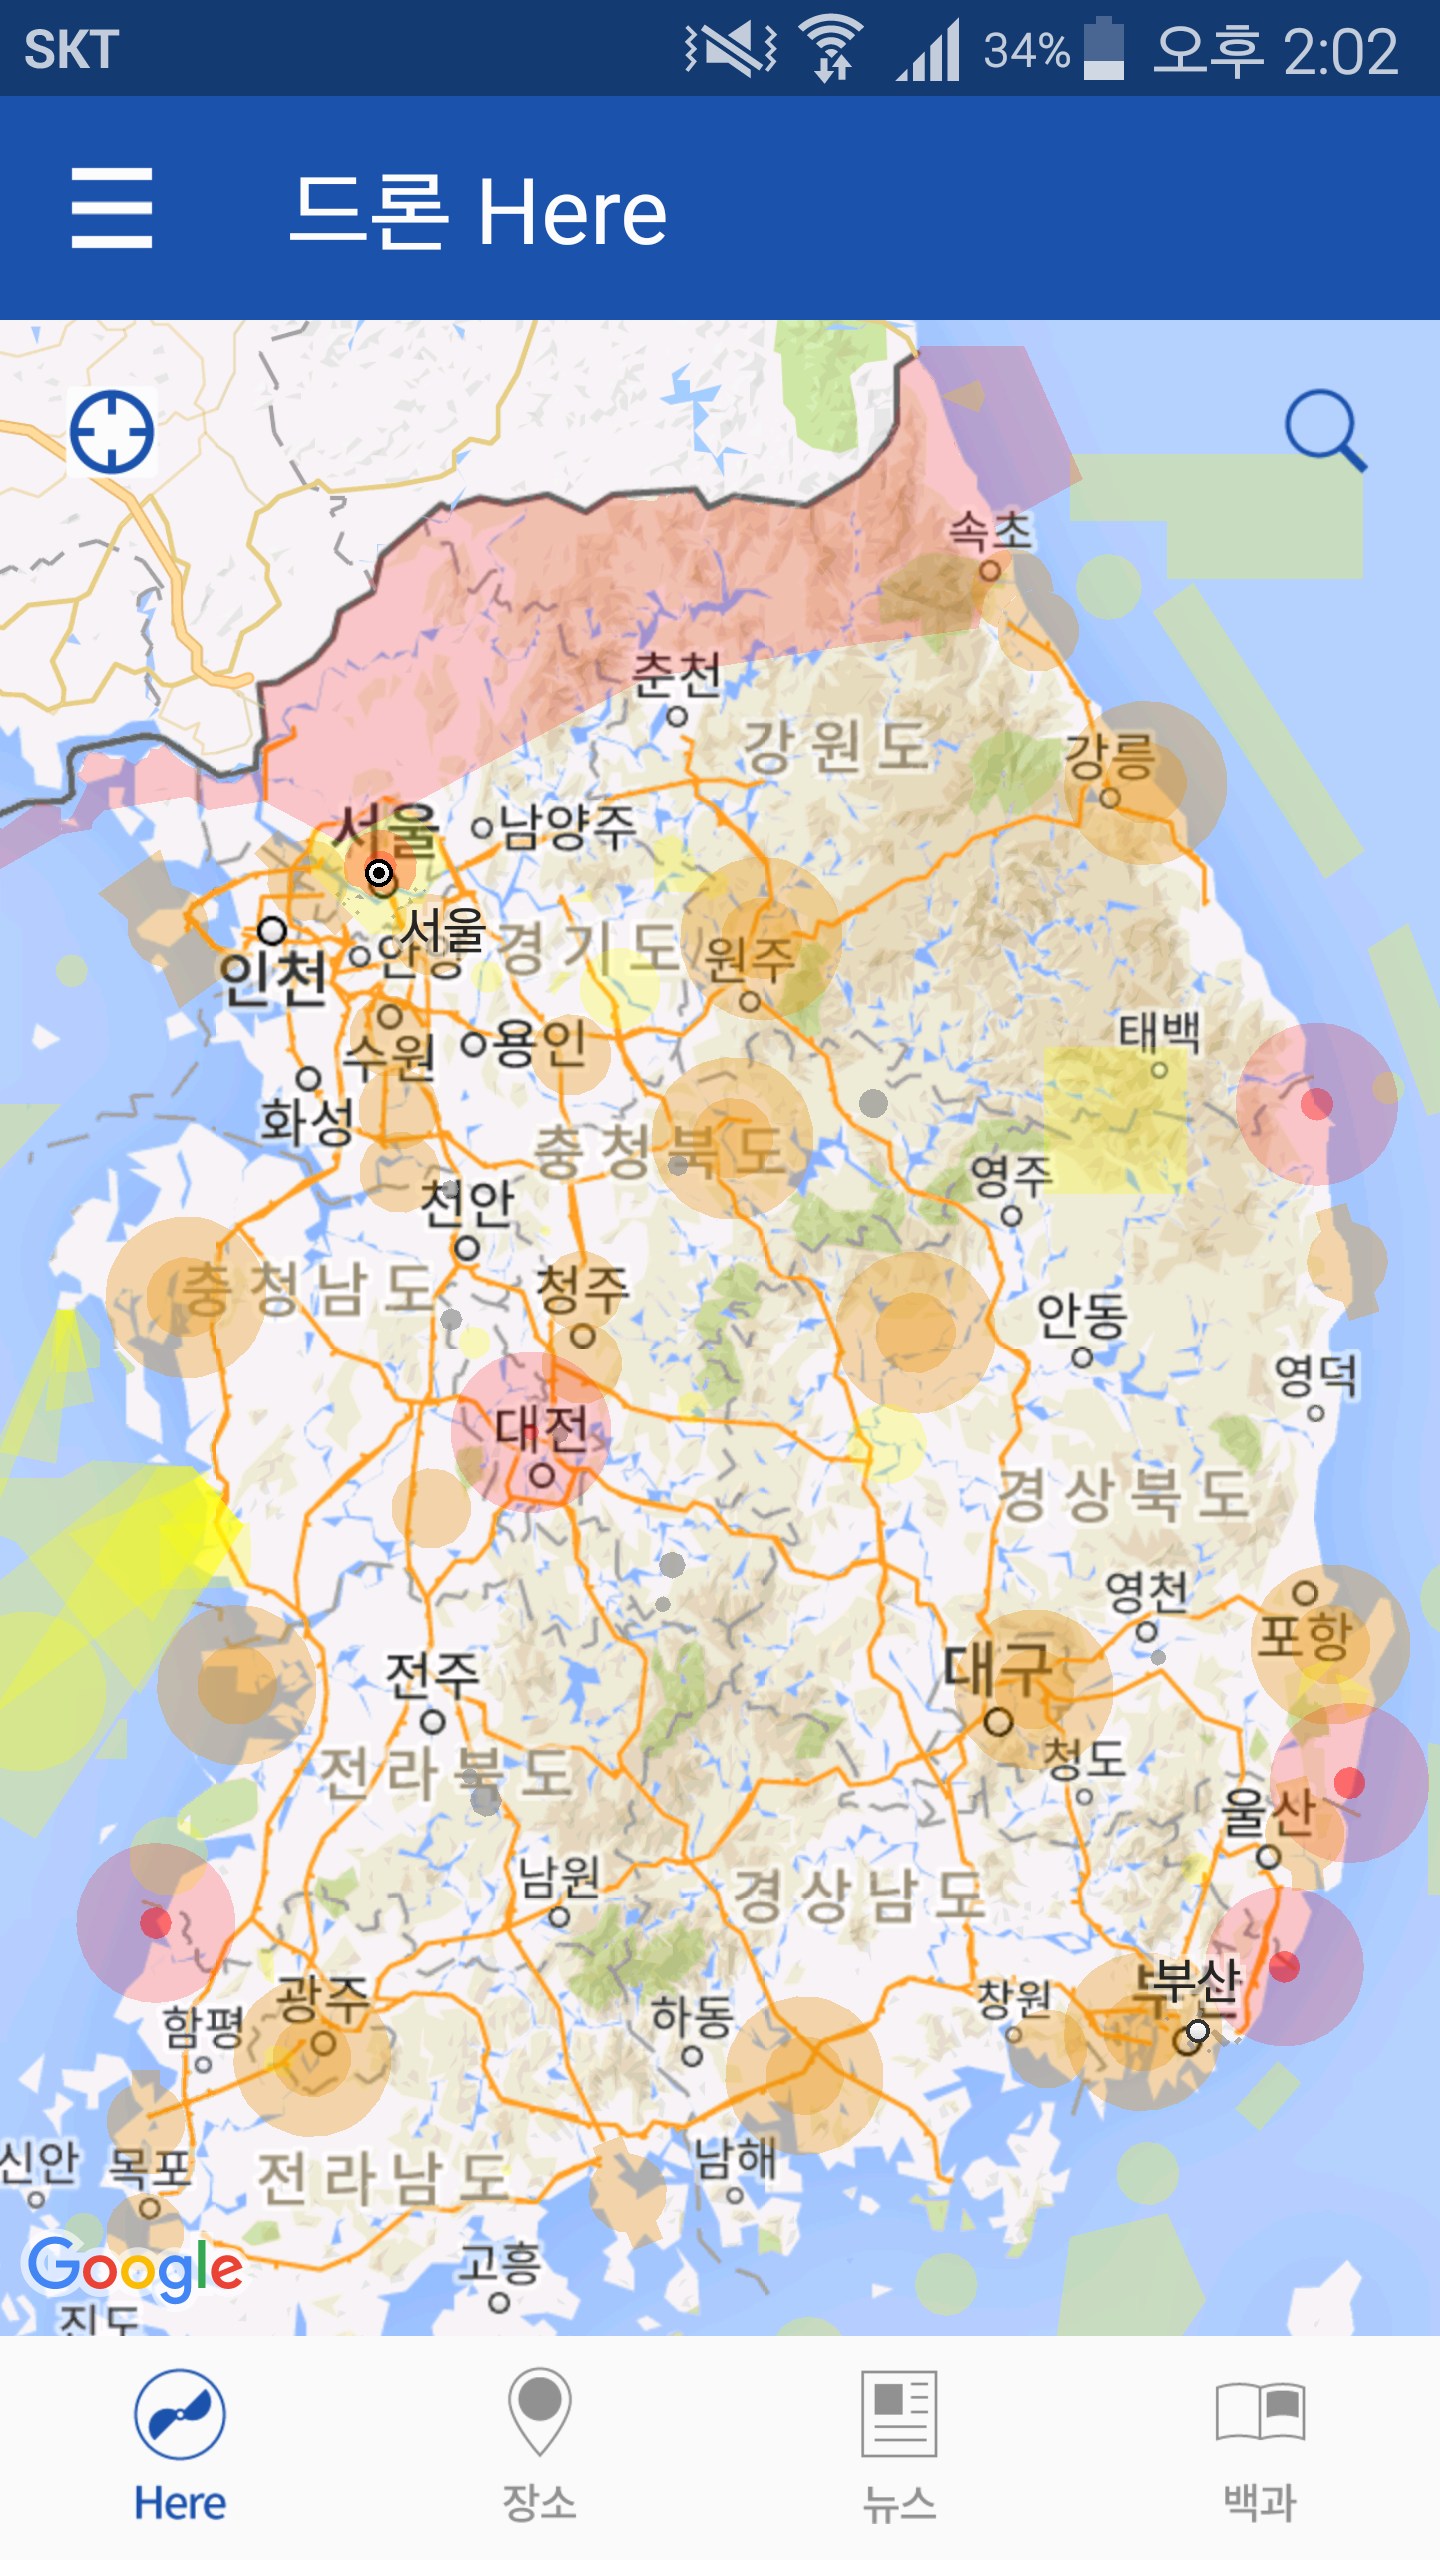 SKT 34% 오후 2:02
드론 Here
속초
춘천
강원도
강릉
서울 남양주
서울
경기도
원주
인천
태백
수원 용인
화성
충청북도
영주
천안
충청남도 청주
안동
영덕
대전
경상북도
영천
포항
대구
전주
청도
전라북도
울산
남원
경상남도
부산
광주
창원
함평 하동
신안 목포
전라남도
남해
고흥
Google
진도
Here 장소 뉴스 백과